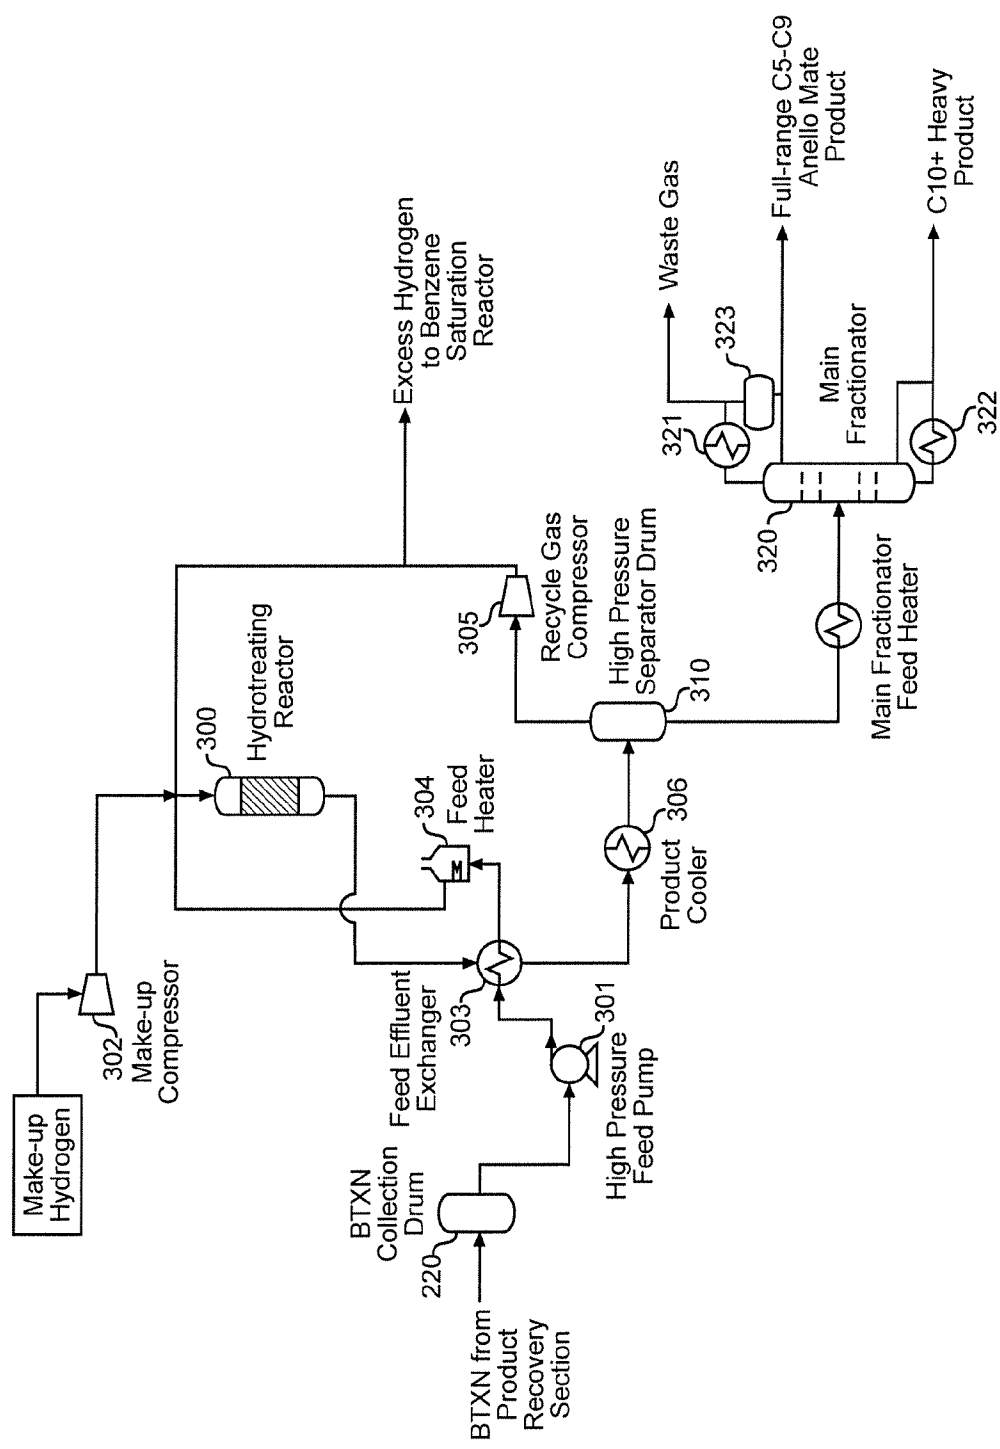 Make-up
Hydrogen
302
Make-up
Compressor
300
Hydrotreating
Reactor
Excess Hydrogen
to Benzene
Saturation
Reactor
BTXN from
Product
Recovery
Section
220
BTXN
Collection
Drum
High Pressure
Feed Pump
301
303
Feed Effluent
Exchanger
304
Feed
Heater
M
306
Product
Cooler
305
Recycle Gas
Compressor
High Pressure
Separator Drum
310
Main Fractionator
Feed Heater
320
Main
Fractionator
321
323
322
Waste Gas
Full-range C5-C9
Anello Mate
Product
C10+ Heavy
Product